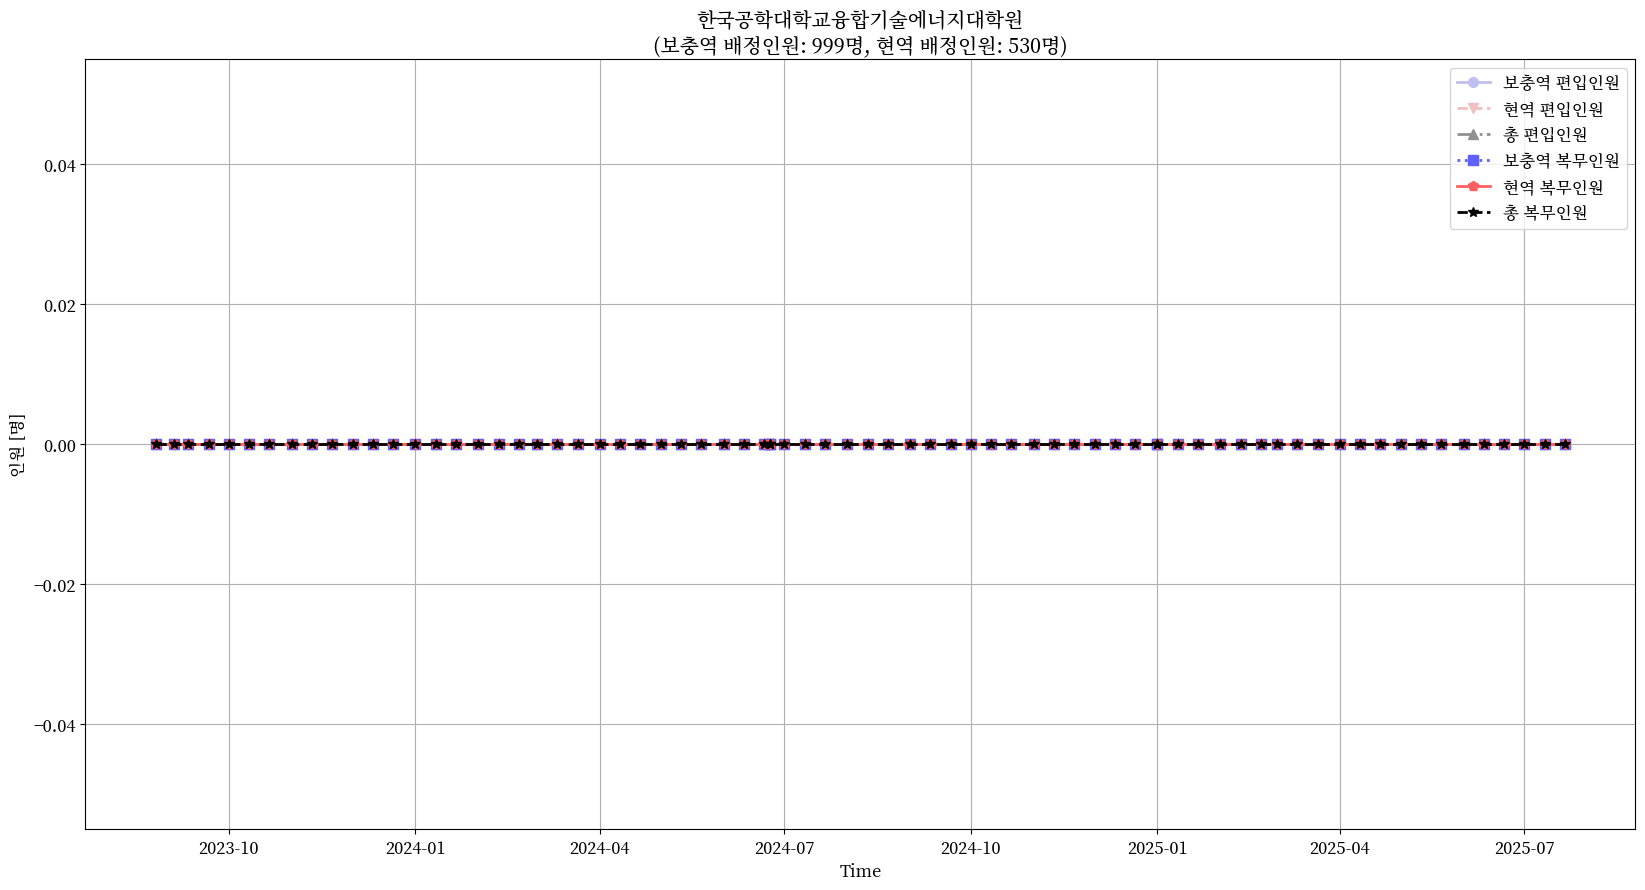 한국공학대학교융합기술에너지대학원
(보충역 배정인원: 999명, 현역 배정인원: 530명)
보충역 편입인원
현역 편입인원
총 편입인원
보충역 복무인원
현역 복무인원
총 복무인원
인원 [명]
0.04
0.02
0.00
−0.02
−0.04
2023-10
2024-01
2024-04
2024-07
2024-10
2025-01
2025-04
2025-07
Time